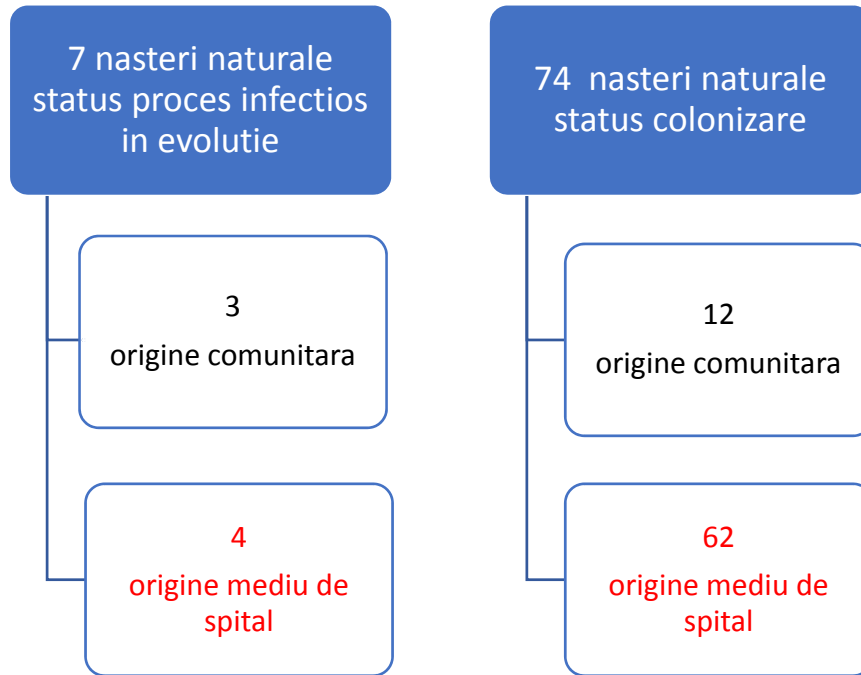 7 nasteri naturale
status proces infectios
in evolutie
3
origine comunitara
4
origine mediu de
spital
74 nasteri naturale
status colonizare
12
origine comunitara
62
origine mediu de
spital